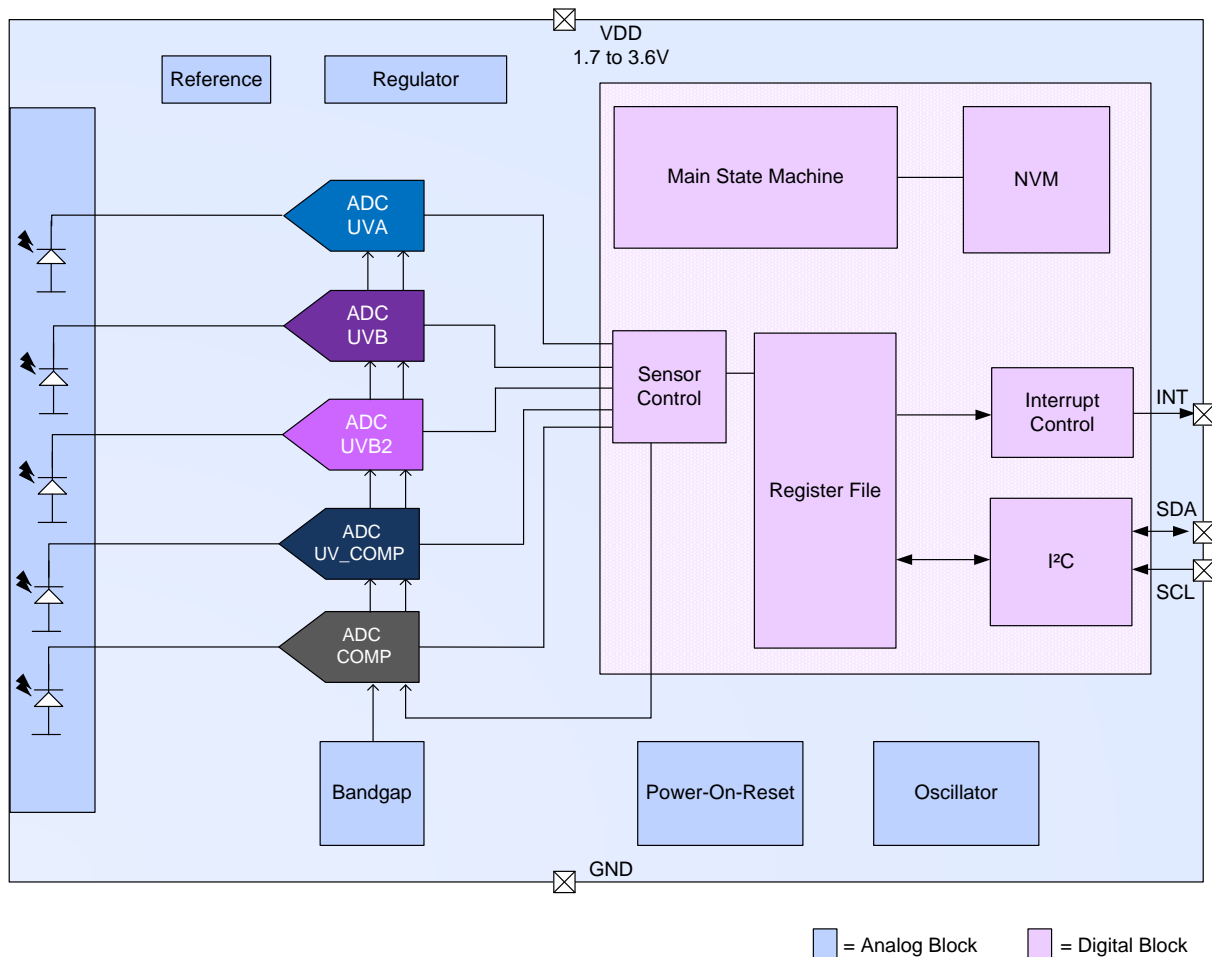 VDD
1.7 to 3.6V
Reference
Regulator
Main State Machine
NVM
ADC
UVA
ADC
UVB
ADC
UVB2
ADC
UV_COMP
ADC
COMP
Sensor
Control
Register File
Interrupt
Control
INT
I²C
SDA
SCL
Bandgap
Power-On-Reset
Oscillator
GND
= Analog Block
= Digital Block